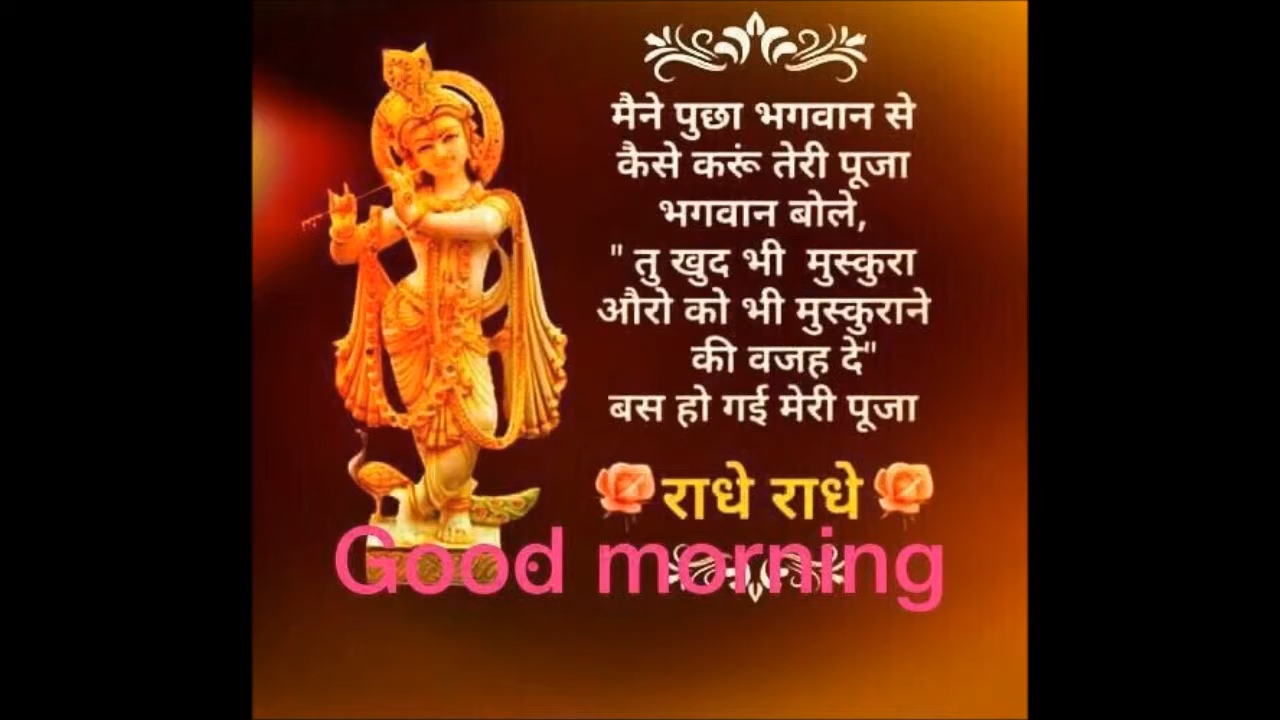 मैने पुछा भगवान से
कैसे करूं तेरी पूजा
भगवान बोले,
" तु खुद भी मुस्कुरा
औरो को भी मुस्कुराने
की वजह दे"
बस हो गई मेरी पूजा
राधे राधे
Good morning